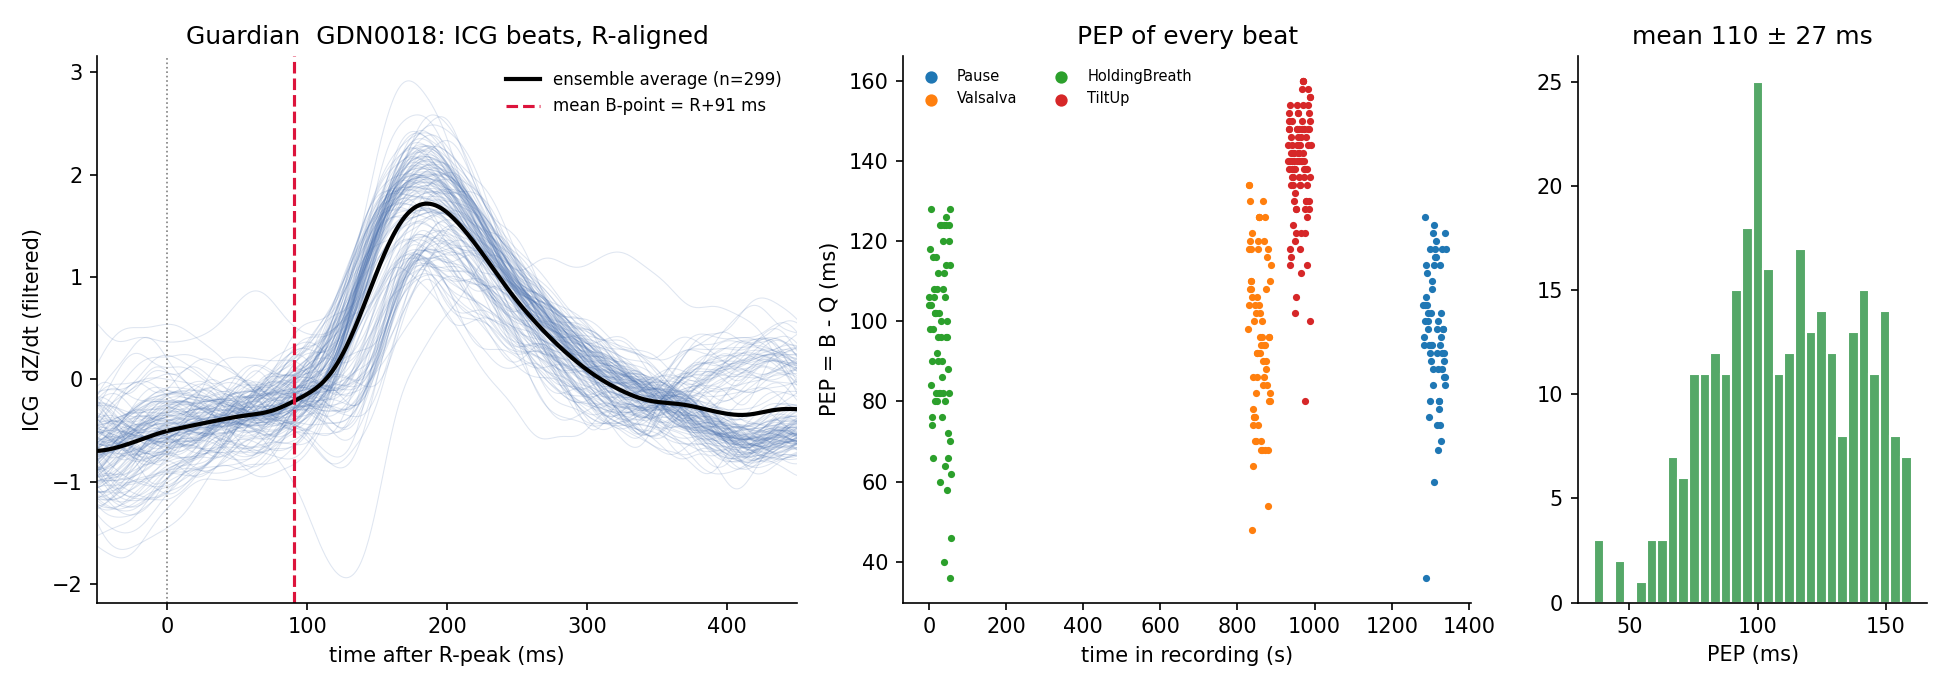 Guardian  GDN0018: ICG beats, R-aligned
ensemble average (n=299)
mean B-point = R+91 ms
ICG  dZ/dt (filtered)
3
2
1
0
−1
−2
0
100
200
300
400
time after R-peak (ms)
PEP of every beat
Pause
Valsalva
HoldingBreath
TiltUp
PEP = B - Q (ms)
160
140
120
100
80
60
40
0
200
400
600
800
1000
1200
1400
time in recording (s)
mean 110 ± 27 ms
25
20
15
10
5
0
50
100
150
PEP (ms)